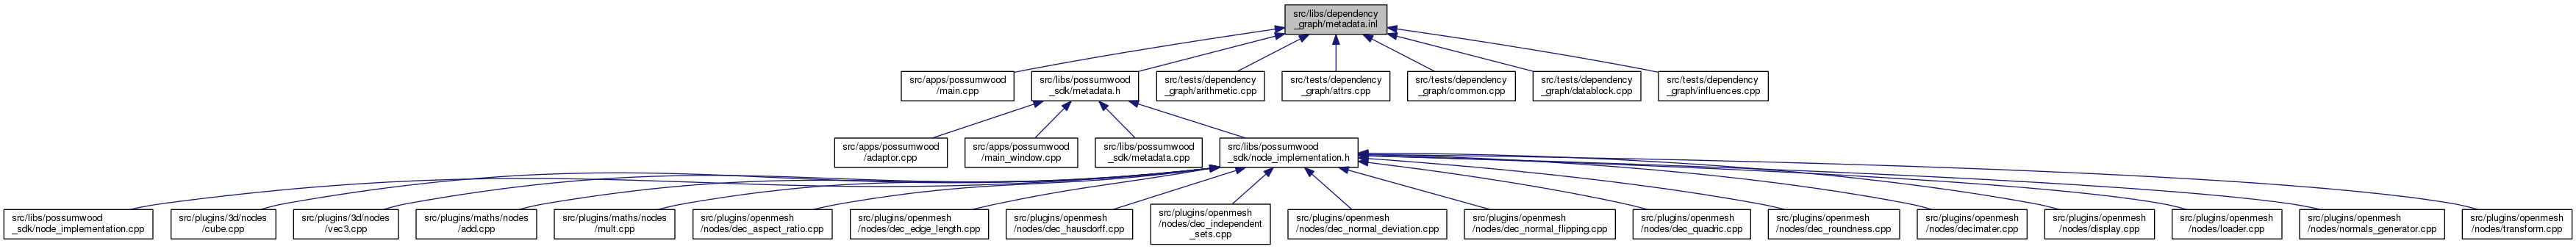 src/libs/dependency
_graph/metadata.inl
src/apps/possumwood
/main.cpp
src/libs/possumwood
_sdk/metadata.h
src/tests/dependency
_graph/arithmetic.cpp
src/tests/dependency
_graph/attrs.cpp
src/tests/dependency
_graph/common.cpp
src/tests/dependency
_graph/datablock.cpp
src/tests/dependency
_graph/influences.cpp
src/apps/possumwood
/adaptor.cpp
src/apps/possumwood
/main_window.cpp
src/libs/possumwood
_sdk/metadata.cpp
src/libs/possumwood
_sdk/node_implementation.h
src/libs/possumwood
_sdk/node_implementation.cpp
src/plugins/3d/nodes
/cube.cpp
src/plugins/3d/nodes
/vec3.cpp
src/plugins/maths/nodes
/add.cpp
src/plugins/maths/nodes
/mult.cpp
src/plugins/openmesh
/nodes/dec_aspect_ratio.cpp
src/plugins/openmesh
/nodes/dec_edge_length.cpp
src/plugins/openmesh
/nodes/dec_hausdorff.cpp
src/plugins/openmesh
/nodes/dec_independent
_sets.cpp
src/plugins/openmesh
/nodes/dec_normal_deviation.cpp
src/plugins/openmesh
/nodes/dec_normal_flipping.cpp
src/plugins/openmesh
/nodes/dec_quadric.cpp
src/plugins/openmesh
/nodes/dec_roundness.cpp
src/plugins/openmesh
/nodes/decimater.cpp
src/plugins/openmesh
/nodes/display.cpp
src/plugins/openmesh
/nodes/loader.cpp
src/plugins/openmesh
/nodes/normals_generator.cpp
src/plugins/openmesh
/nodes/transform.cpp